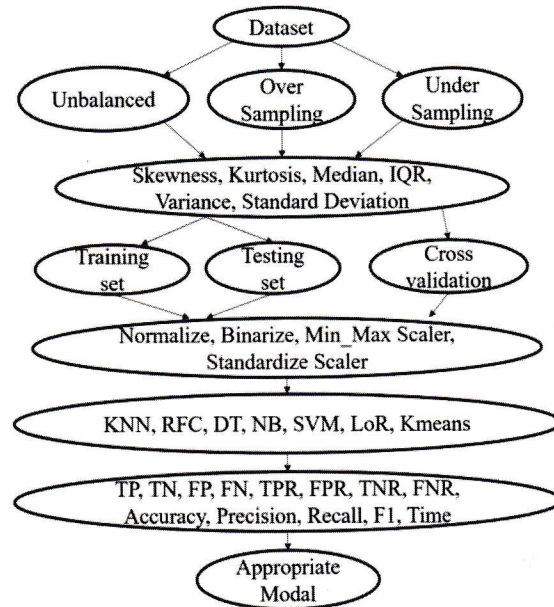 Dataset
Unbalanced
Over
Sampling
Under
Sampling
Skewness, Kurtosis, Median, IQR,
Variance, Standard Deviation
Training
set
Testing
set
Cross
validation
Normalize, Binarize, Min_Max Scaler,
Standardize Scaler
KNN, RFC, DT, NB, SVM, LoR, Kmeans
TP, TN, FP, FN, TPR, FPR, TNR, FNR,
Accuracy, Precision, Recall, F1, Time
Appropriate
Modal